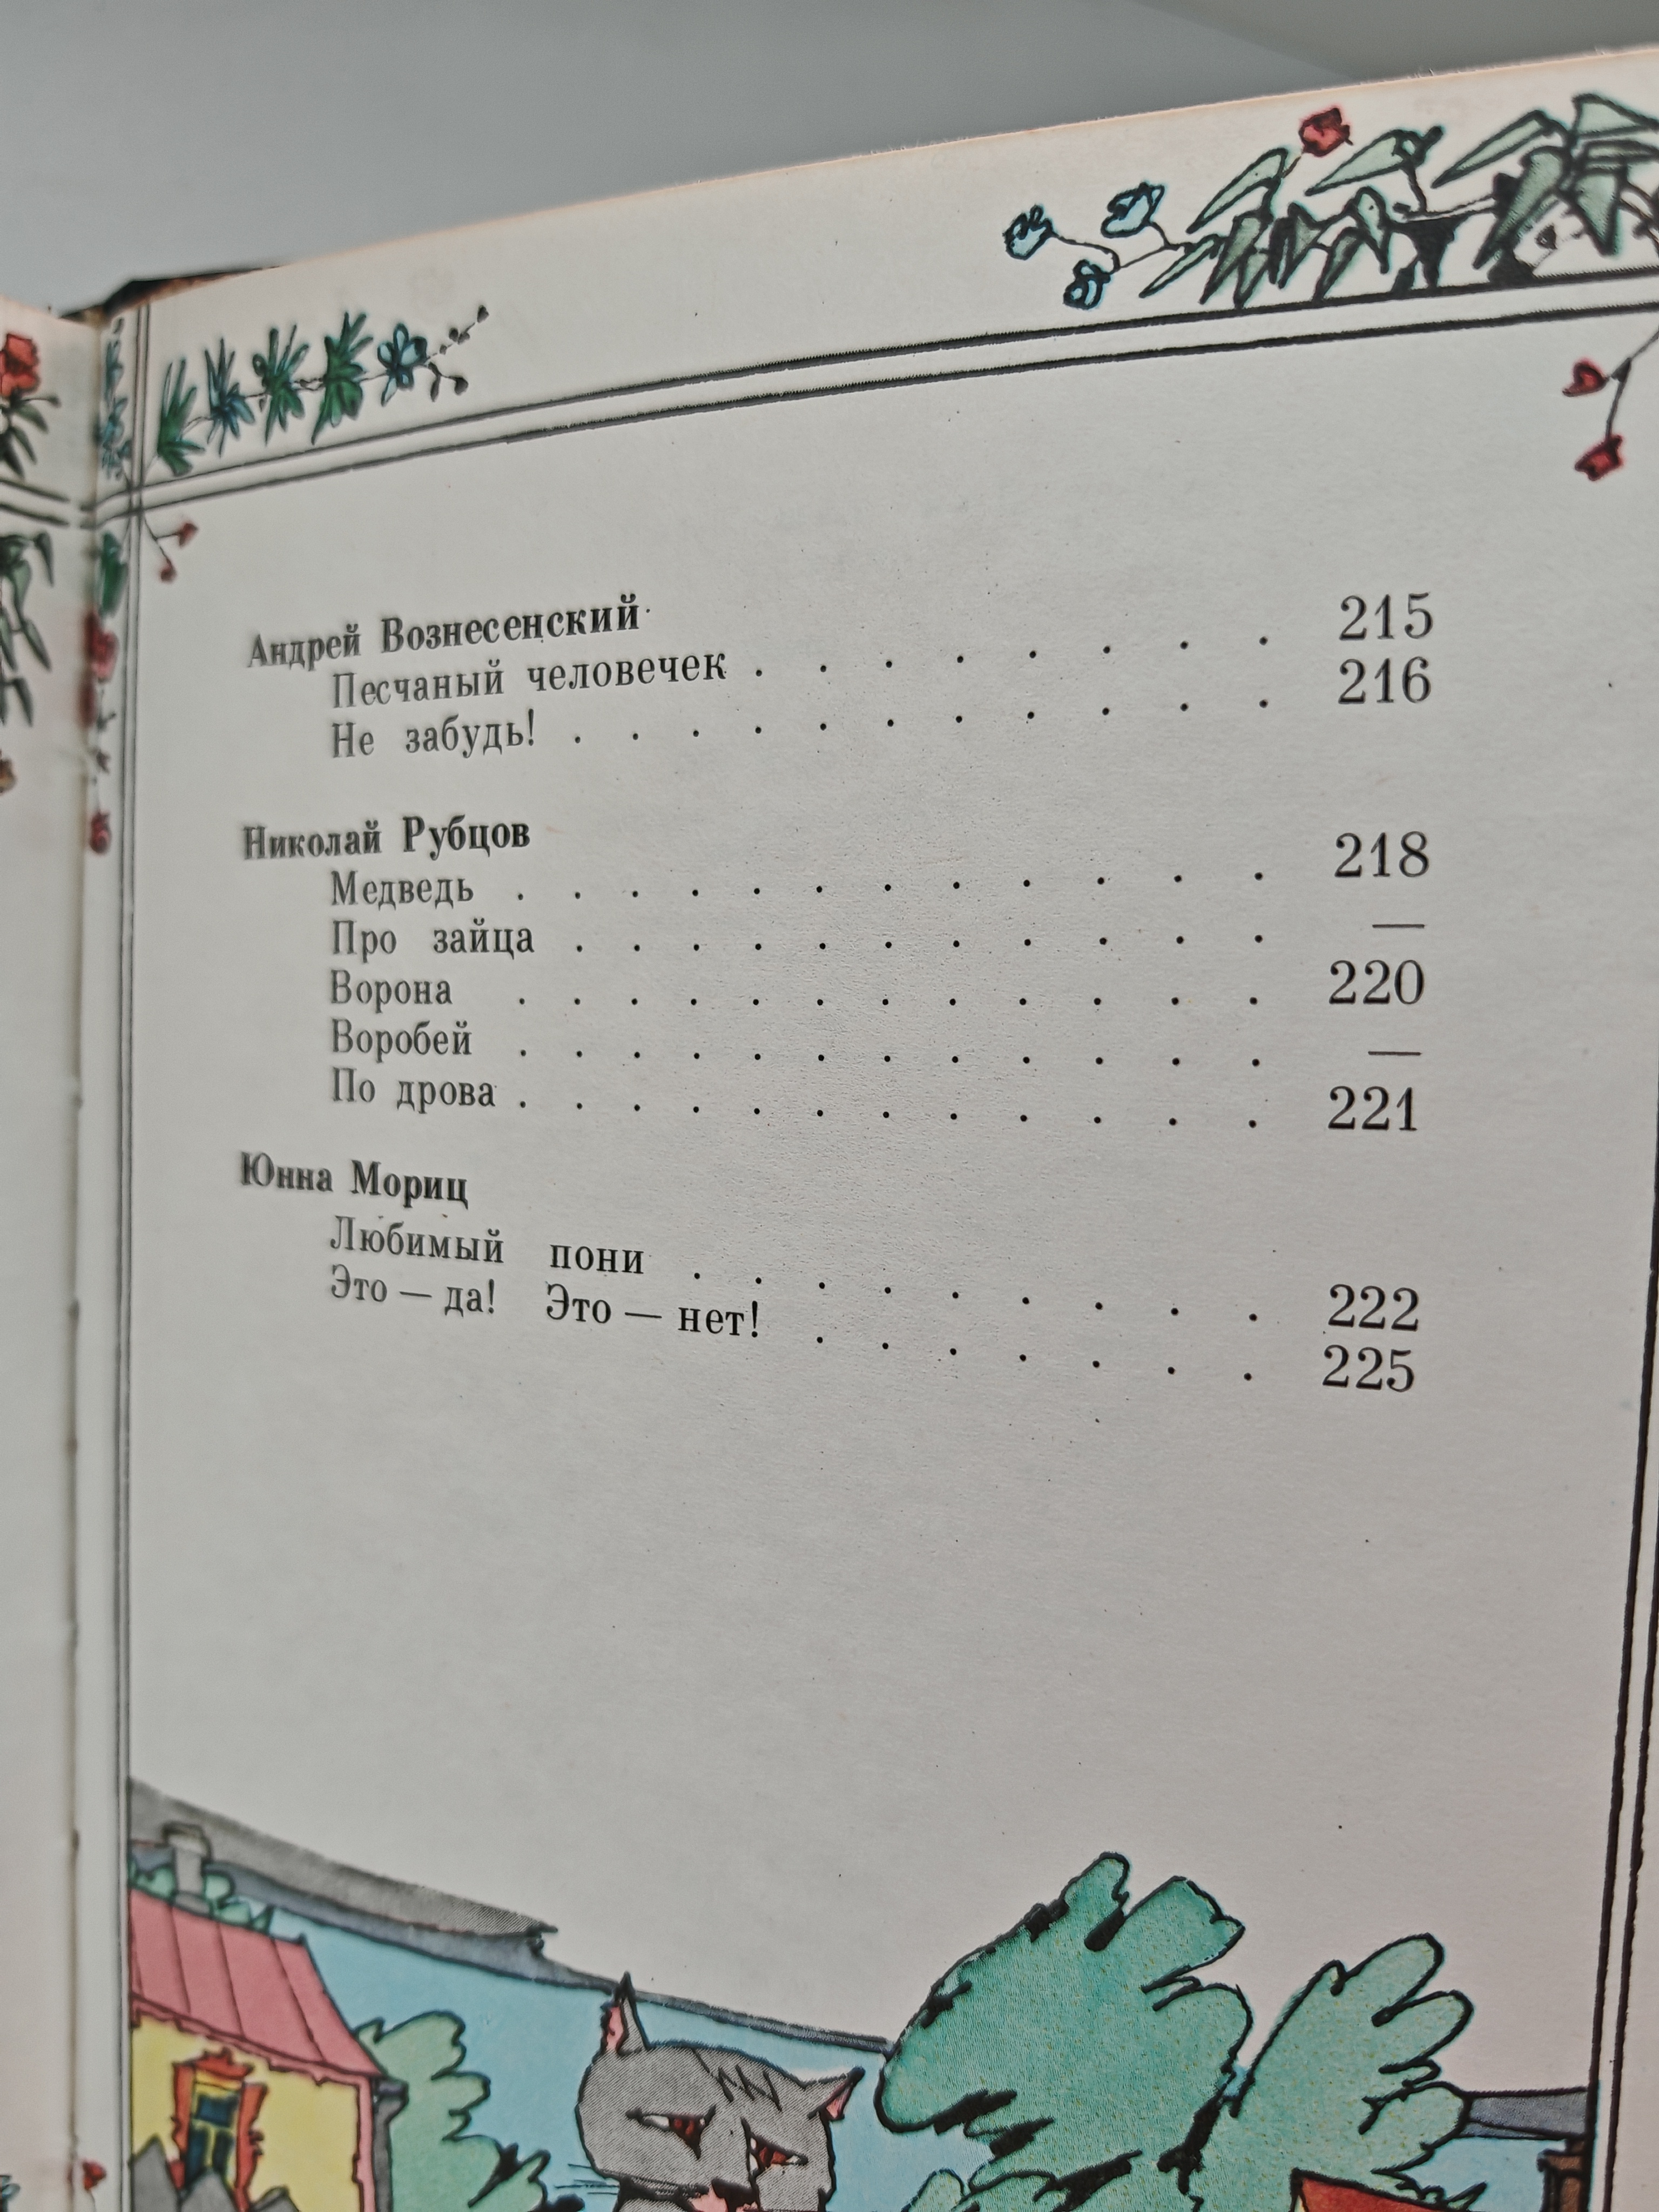 Андрей Вознесенский
Песчаный человечек . . . . . . . . 215
Не забудь! . . . . . . . . . . . 216
Николай Рубцов
Медведь . . . . . . . . . . . . 218
Про зайца . . . . . . . . . . . —
Ворона . . . . . . . . . . . . 220
Воробей . . . . . . . . . . . . —
По дрова . . . . . . . . . . . . 221
Юнна Мориц
Любимый пони . . . . . . . . . 222
Это — да! Это — нет! . . . . . . . 225